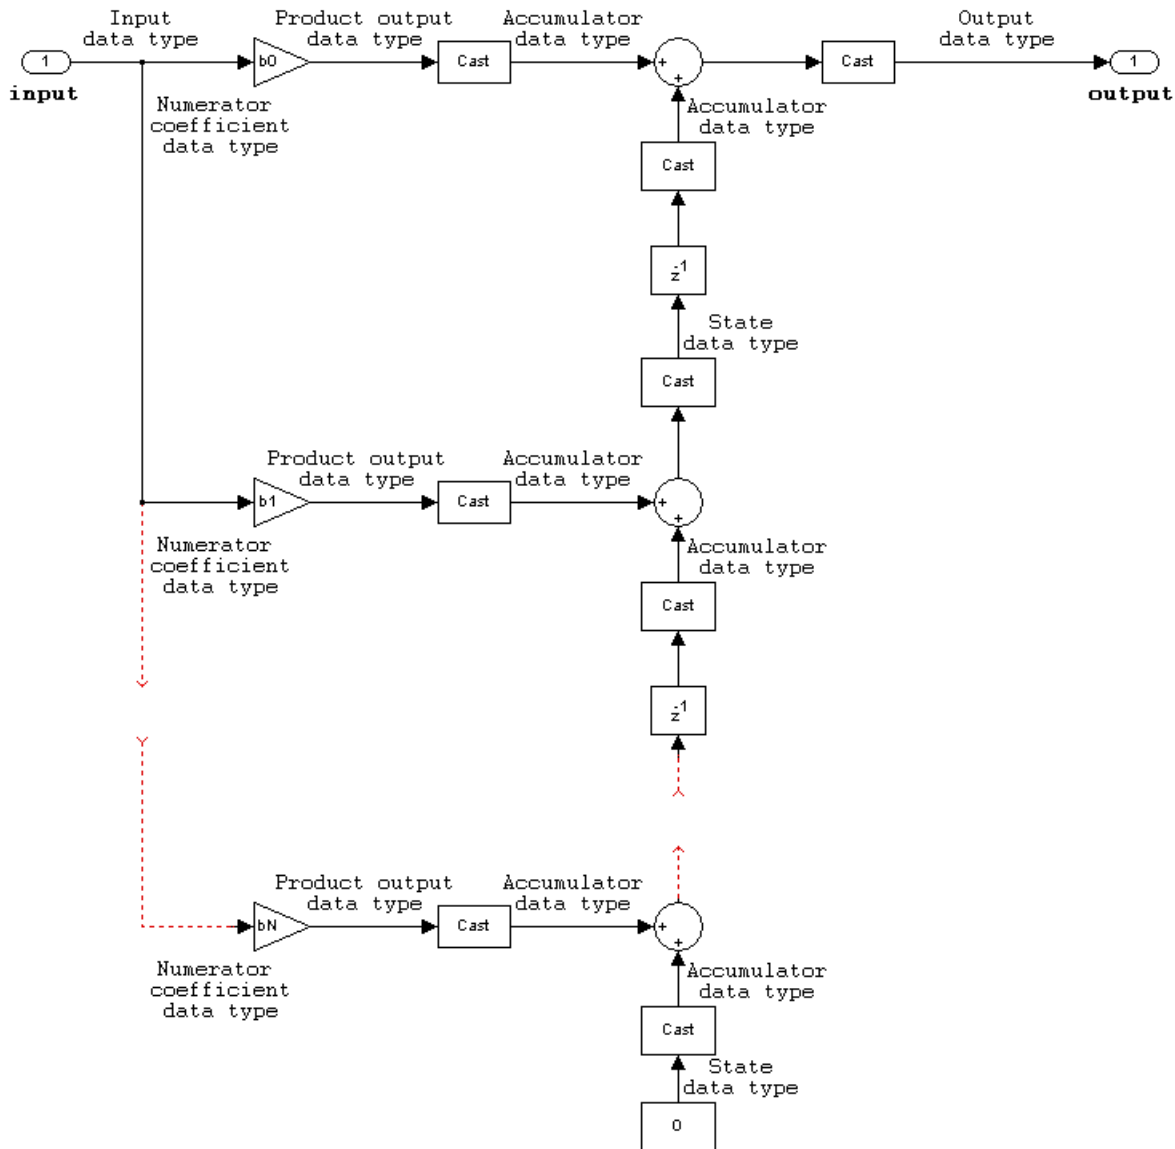 Input
data type
Product output
data type
Accumulator
data type
Output
data type
1
b0
Cast
+
+
Cast
1
input
output
Numerator
coefficient
data type
Accumulator
data type
Cast
z-1
State
data type
Cast
Product output
data type
Accumulator
data type
b1
Cast
+
+
Numerator
coefficient
data type
Accumulator
data type
Cast
z-1
Product output
data type
Accumulator
data type
bN
Cast
+
+
Numerator
coefficient
data type
Accumulator
data type
Cast
State
data type
0